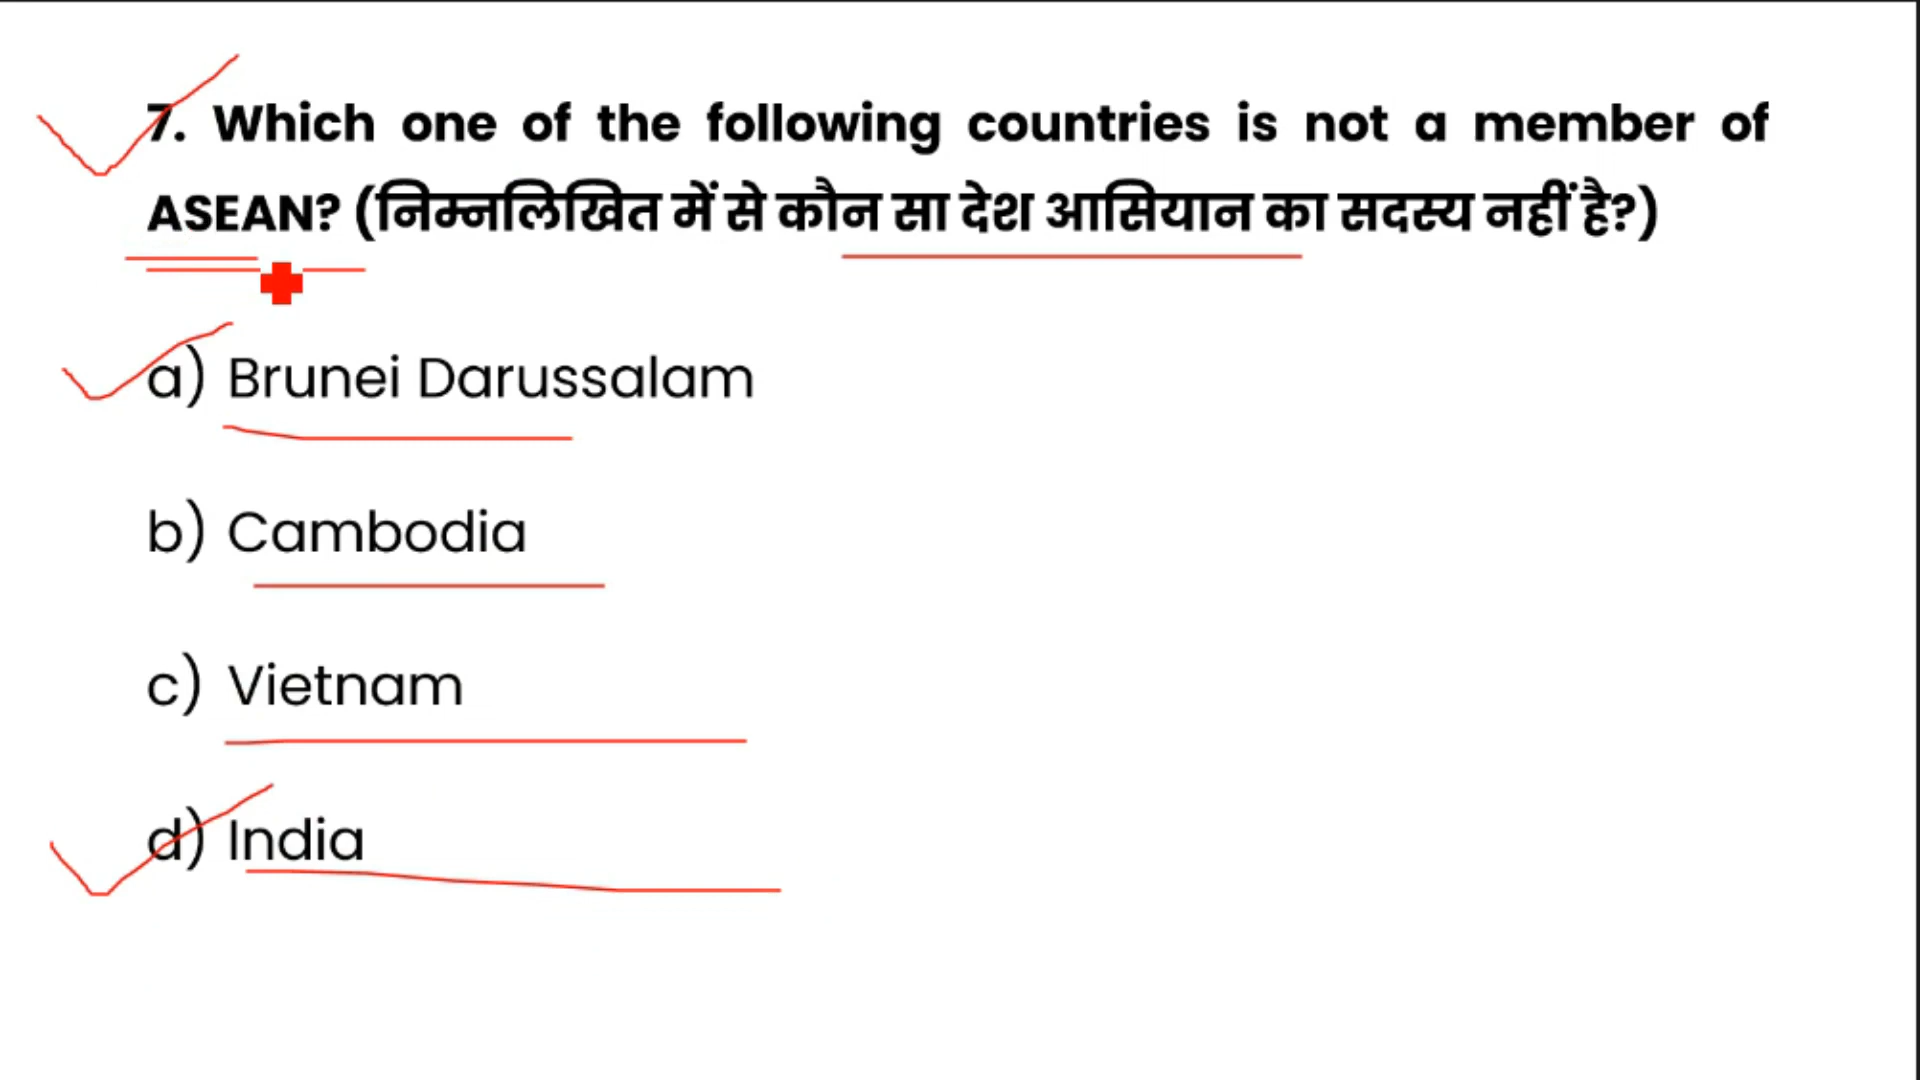 7. Which one of the following countries is not a member of
ASEAN? (निम्नलिखित में से कौन सा देश आसियान का सदस्य नहीं है?)
a) Brunei Darussalam
b) Cambodia
c) Vietnam
d) India